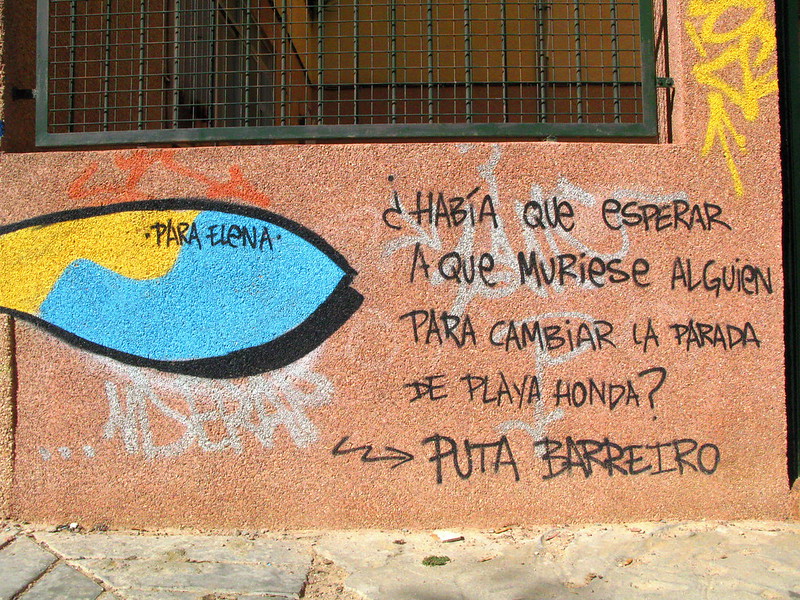 ·PARA ELENA·
¿HABÍA QUE ESPERAR
A QUE MURIESE ALGUIEN
PARA CAMBIAR LA PARADA
DE PLAYA HONDA?
PUTA BARREIRO